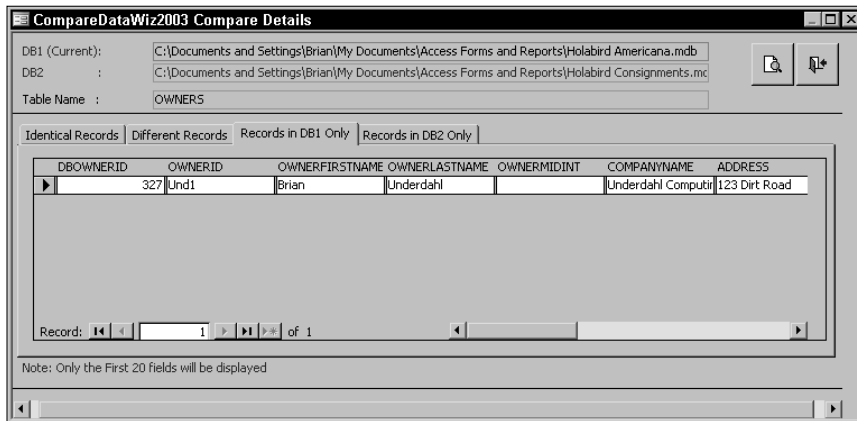 CompareDataWiz2003 Compare Details
DB1 (Current): C:\Documents and Settings\Brian\My Documents\Access Forms and Reports\Holabird Americana.mdb
DB2 : C:\Documents and Settings\Brian\My Documents\Access Forms and Reports\Holabird Consignments.mc
Table Name : OWNERS
Identical Records Different Records Records in DB1 Only Records in DB2 Only
DBOWNERID OWNERID OWNERFIRSTNAME OWNERLASTNAME OWNERMIDINT COMPANYNAME ADDRESS
327 Und1 Brian Underdahl Underdahl Computin 123 Dirt Road
Record: 1 of 1
Note: Only the First 20 fields will be displayed